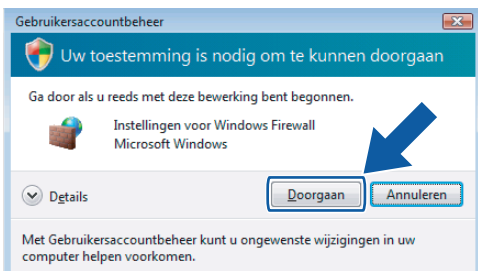 Gebruikersaccountbeheer
Uw toestemming is nodig om te kunnen doorgaan
Ga door als u reeds met deze bewerking bent begonnen.
Instellingen voor Windows Firewall
Microsoft Windows
Details
Doorgaan
Annuleren
Met Gebruikersaccountbeheer kunt u ongewenste wijzigingen in uw
computer helpen voorkomen.